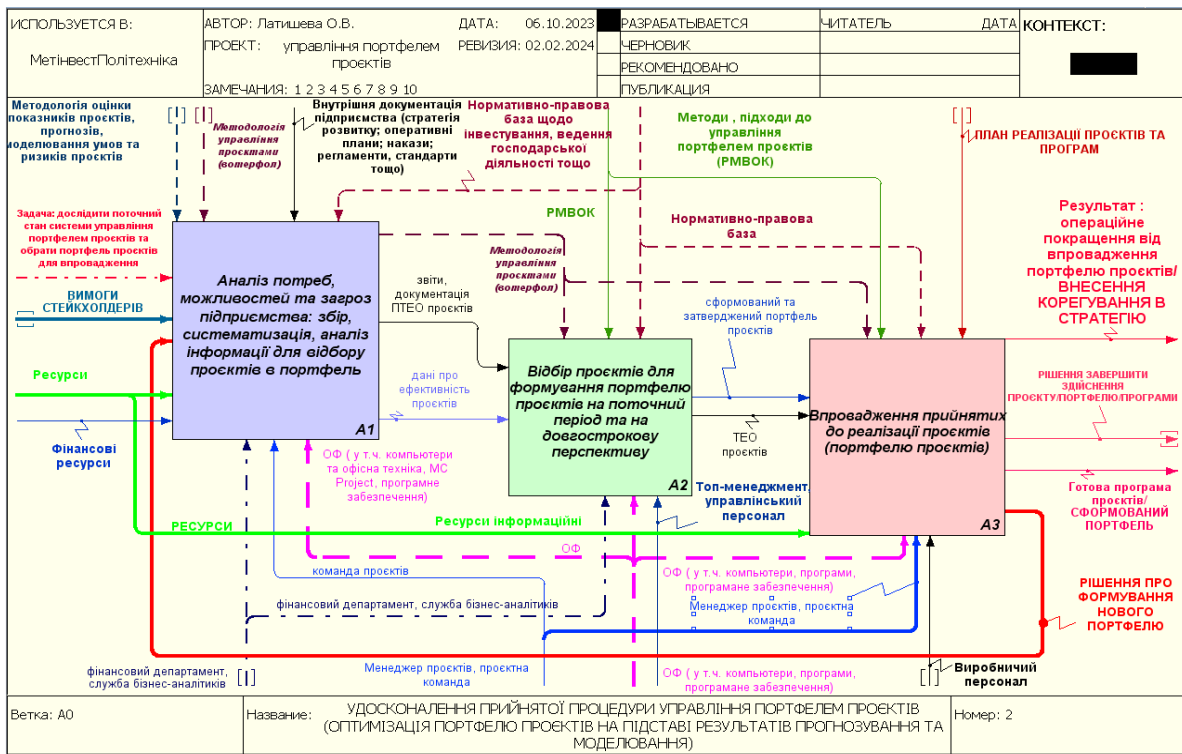 ИСПОЛЬЗУЕТСЯ В:
МетінвестПолітехніка
АВТОР: Латишева О.В.
ДАТА: 06.10.2023
ПРОЕКТ: управління портфелем
проєктів
РЕВИЗИЯ: 02.02.2024
ЗАМЕЧАНИЯ: 1 2 3 4 5 6 7 8 9 10
РАЗРАБАТЫВАЕТСЯ
ЧЕРНОВИК
РЕКОМЕНДОВАНО
ПУБЛИКАЦИЯ
ЧИТАТЕЛЬ
ДАТА
КОНТЕКСТ:
Методологія оцінки
показників проєктів,
прогнозів,
моделювання умов та
ризиків проєктів
Методологія
управління
проєктами
(вотерфол)
Внутрішня документація
підприємства (стратегія
розвитку; оперативні
плани; накази;
регламенти, стандарти
тощо)
Нормативно-правова
база щодо
інвестування, ведення
господарської
діяльності тощо
Методи , підходи до
управління
портфелем проєктів
(PMBOK)
ПЛАН РЕАЛІЗАЦІЇ ПРОЄКТІВ ТА
ПРОГРАМ
Задача: дослідити поточний
стан системи управління
портфелем проєктів та
обрати портфель проєктів
для впровадження
ВИМОГИ
СТЕЙКХОЛДЕРІВ
Ресурси
Фінансові
ресурси
Аналіз потреб,
можливостей та загроз
підприємства: збір,
систематизація, аналіз
інформації для відбору
проєктів в портфель
A1
звіти,
документація
ПТЕО проєктів
дані про
ефективність
проєктів
Методологія
управління
проєктами
(вотерфол)
РМВОК
Нормативно-правова
база
Відбір проєктів для
формування портфелю
проєктів на поточний
період та на
довгострокову
перспективу
A2
сформований та
затверджений портфель
проєктів
ТЕО
проєктів
Впровадження прийнятих
до реалізації проєктів
(портфелю проєктів)
A3
Результат :
операційне
покращення від
впровадження
портфелю проєктів/
ВНЕСЕННЯ
КОРЕГУВАННЯ В
СТРАТЕГІЮ
РІШЕННЯ ЗАВЕРШИТИ
ЗДІЙСНЕННЯ
ПРОЄКТУ/ПОРТФЕЛЮ/ПРОГРАМИ
Готова програма
проєктів/
СФОРМОВАНИЙ
ПОРТФЕЛЬ
ОФ ( у т.ч. компьютери
та офісна техніка, МС
Project, програмне
забезпечення)
Топ-менеджмент,
управлінський
персонал
РЕСУРСИ
Ресурси інформаційні
ОФ
команда проєктів
ОФ ( у т.ч. компьютери, програми,
програмане забезпечення)
фінансовий департамент, служба бізнес-аналітиків
Менеджер проєктів, проєктна
команда
РІШЕННЯ ПРО
ФОРМУВАННЯ
НОВОГО
ПОРТФЕЛЮ
фінансовий департамент,
служба бізнес-аналітиків
Менеджер проєктів, проєктна
команда
ОФ ( у т.ч. компьютери, програми,
програмане забезпечення)
Виробничий
персонал
Ветка: A0
Название:
УДОСКОНАЛЕННЯ ПРИЙНЯТОЇ ПРОЦЕДУРИ УПРАВЛІННЯ ПОРТФЕЛЕМ ПРОЄКТІВ
(ОПТИМІЗАЦІЯ ПОРТФЕЛЮ ПРОЄКТІВ НА ПІДСТАВІ РЕЗУЛЬТАТІВ ПРОГНОЗУВАННЯ ТА
МОДЕЛЮВАННЯ)
Номер: 2